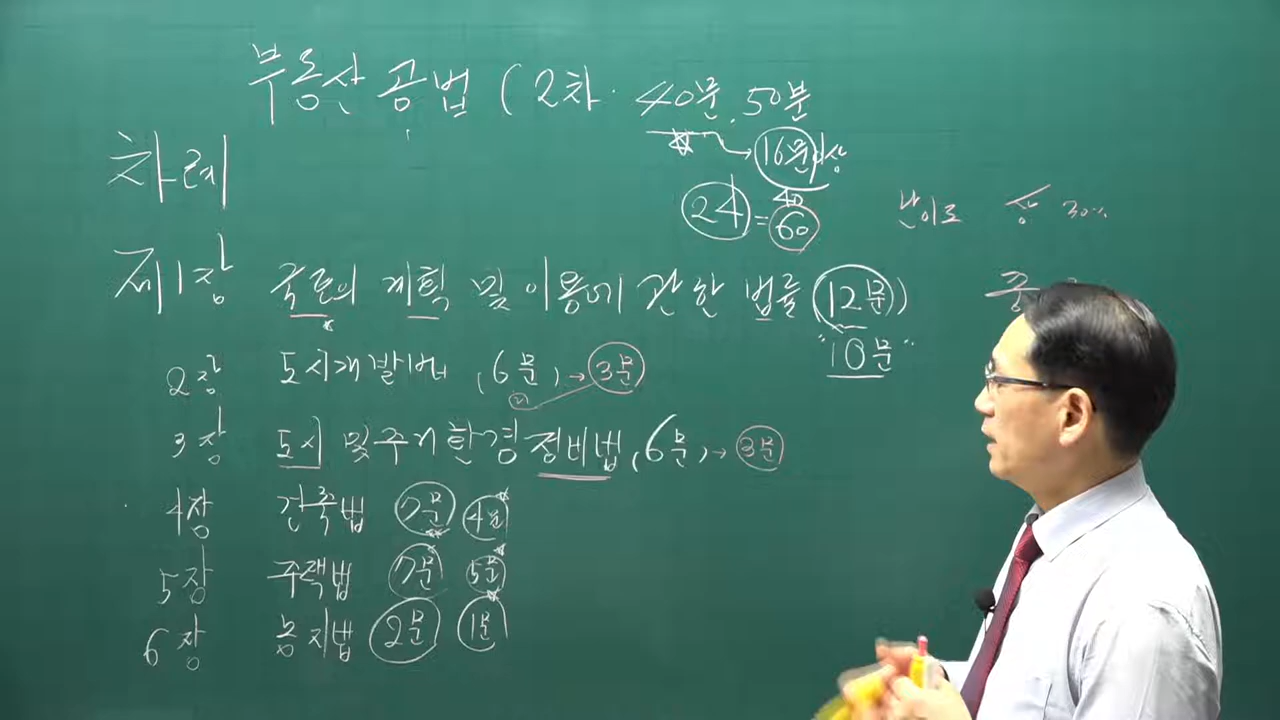 부동산 공법 (2차. 40문. 50분
16문이상
차례
24 = 40
60
난이도 상 30%
제1장 국토의 계획 및 이용에 관한 법률 (12문))
중
"10문"
2장 도시개발법 (6문) → 3문
3장 도시 및 주거환경 정비법 (6문) → 3문
4장 건축법 7문 4문
5장 주택법 7문 5문
6장 농지법 2문 1문